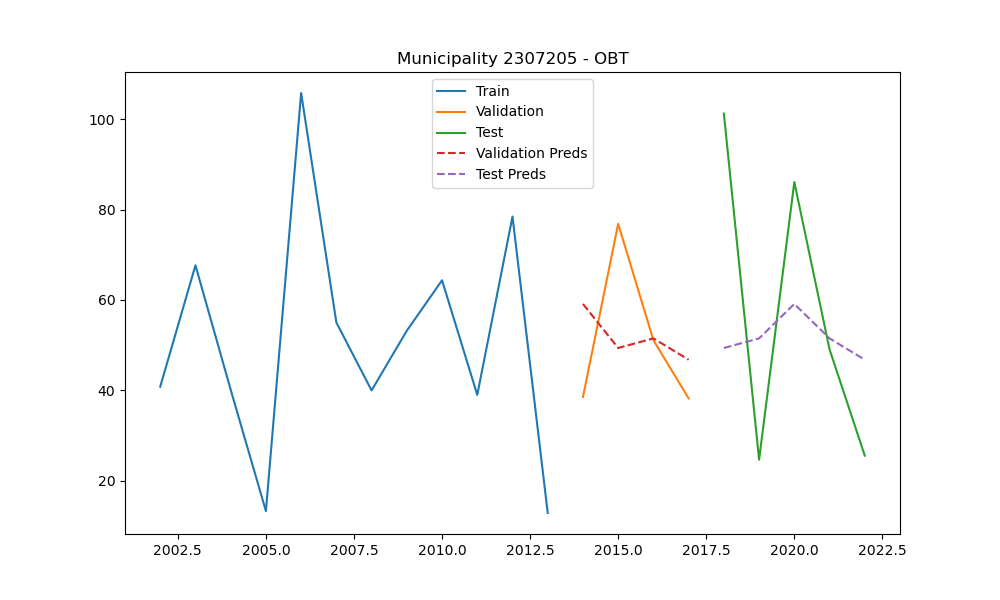 Municipality 2307205 - OBT
Train
Validation
Test
Validation Preds
Test Preds
100
80
60
40
20
2002.5 2005.0 2007.5 2010.0 2012.5 2015.0 2017.5 2020.0 2022.5